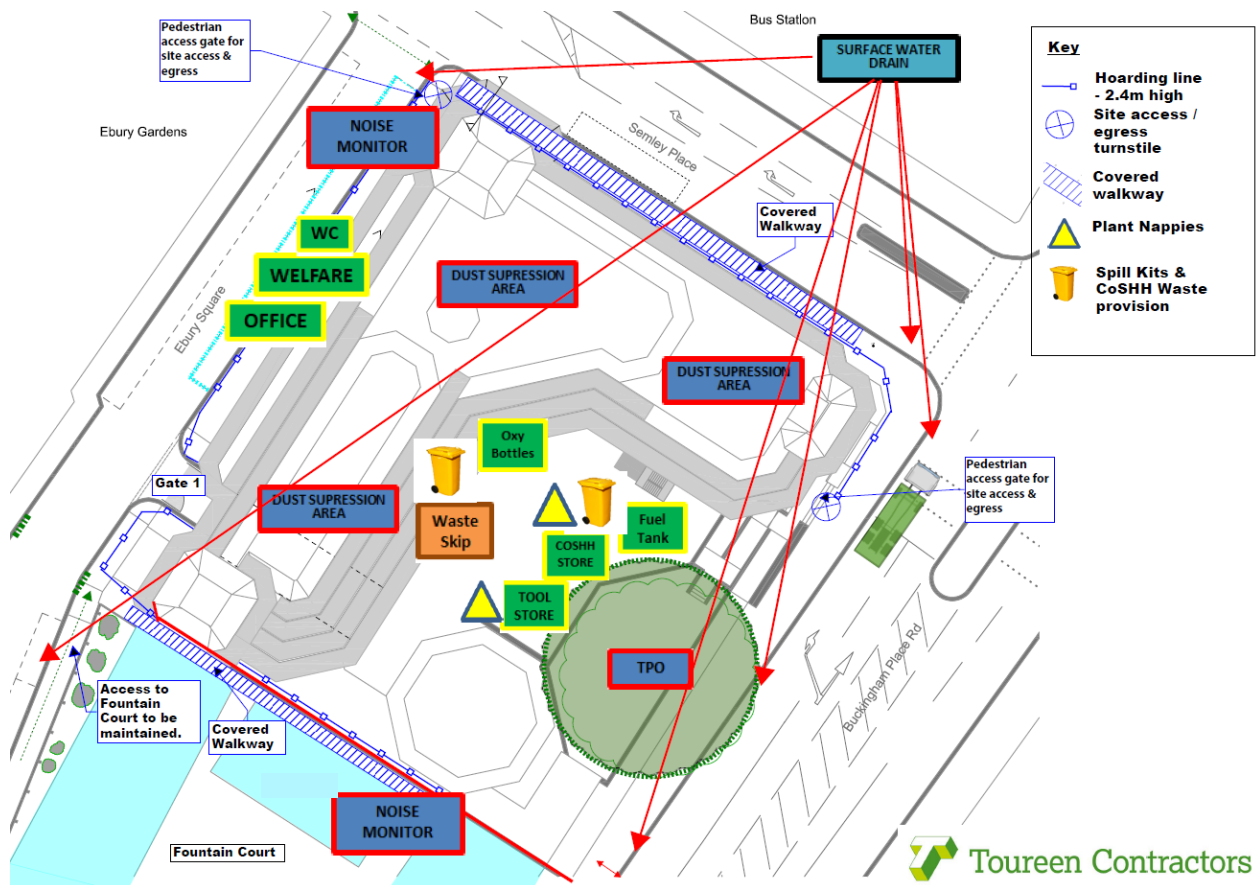 Bus Station
Pedestrian
access gate for
site access &
egress
SURFACE WATER
DRAIN
Key
Hoarding line
- 2.4m high
Site access /
egress
turnstile
Covered
walkway
Plant Nappies
Spill Kits &
CoSHH Waste
provision
Ebury Gardens
NOISE
MONITOR
Semley Place
Covered
Walkway
WC
WELFARE
OFFICE
Ebury Square
DUST SUPRESSION
AREA
DUST SUPRESSION
AREA
Oxy
Bottles
Gate 1
DUST SUPRESSION
AREA
Waste
Skip
Fuel
Tank
COSHH
STORE
TOOL
STORE
Pedestrian
access gate for
site access &
egress
TPO
Buckingham Place Rd
Access to
Fountain
Court to be
maintained.
Covered
Walkway
NOISE
MONITOR
Fountain Court
Toureen Contractors